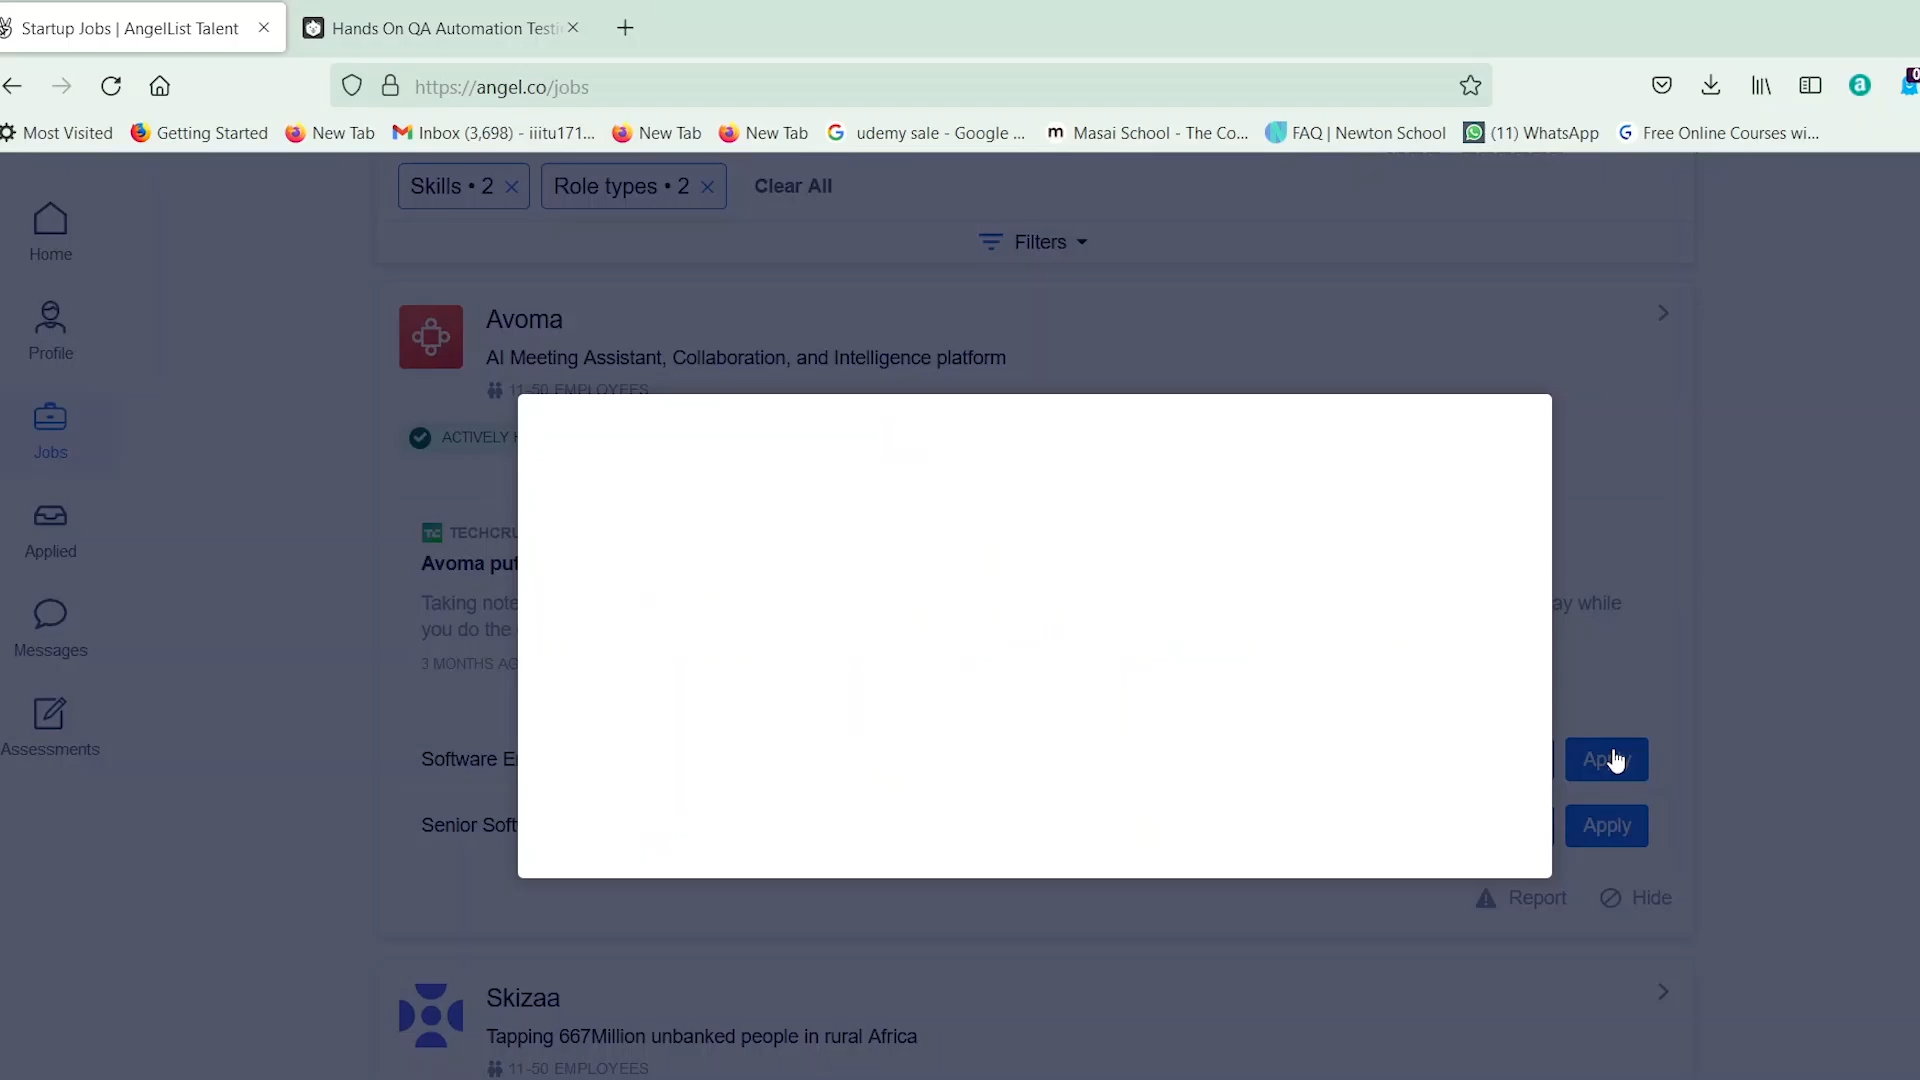 Startup Jobs | AngelList Talent
Hands On QA Automation Testi
https://angel.co/jobs
a
0
Most Visited
Getting Started
New Tab
Inbox (3,698) - iiitu171...
New Tab
New Tab
udemy sale - Google ...
m
Masai School - The Co...
FAQ | Newton School
(11) WhatsApp
Free Online Courses wi...
Skills • 2
Role types • 2
Clear All
Filters
Home
Profile
Jobs
Applied
Messages
Assessments
Avoma
AI Meeting Assistant, Collaboration, and Intelligence platform
11-50 EMPLOYEES
ACTIVELY H
TC TECHCRU
Avoma put
Taking note
ay while
you do the
3 MONTHS AG
Software E
Apply
Senior Soft
Apply
Report
Hide
Skizaa
Tapping 667Million unbanked people in rural Africa
11-50 EMPLOYEES